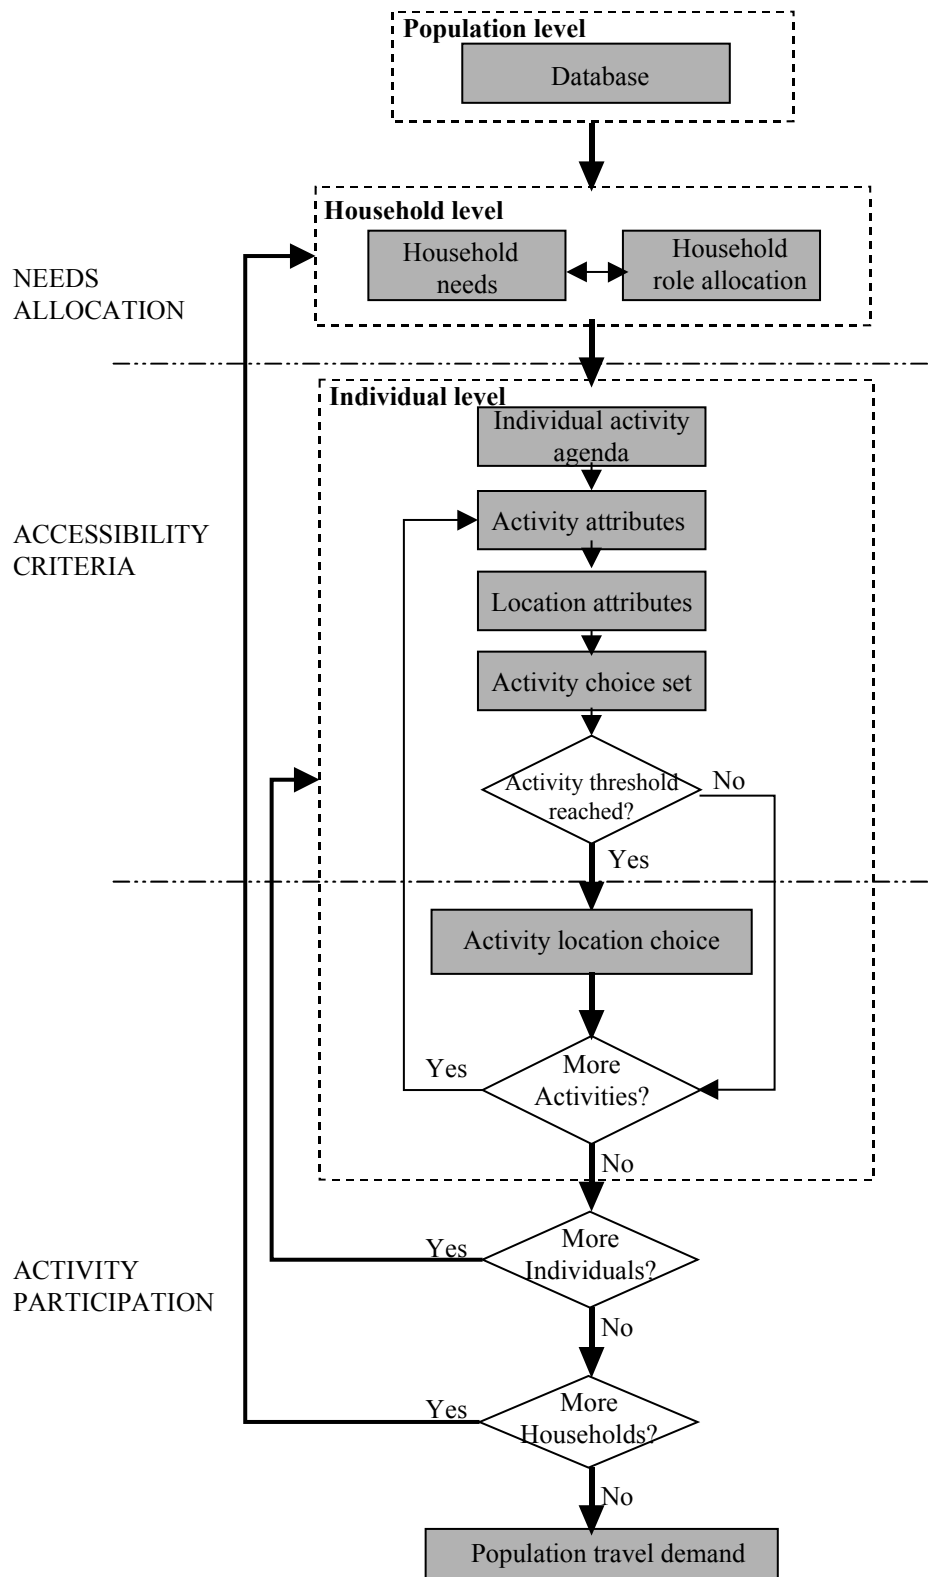 Population level
Database
Household level
Household
needs
Household
role allocation
NEEDS
ALLOCATION
Individual level
Individual activity
agenda
Activity attributes
ACCESSIBILITY
CRITERIA
Location attributes
Activity choice set
Activity threshold
reached?
No
Yes
Activity location choice
More
Activities?
Yes
No
More
Individuals?
Yes
ACTIVITY
PARTICIPATION
No
More
Households?
Yes
No
Population travel demand